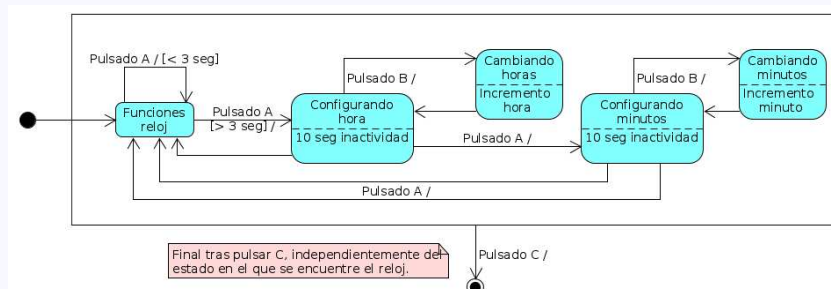 Pulsado A / [< 3 seg]
Funciones
reloj
Pulsado A
[> 3 seg] /
Configurando
hora
10 seg inactividad
Pulsado B /
Cambiando
horas
Incremento
hora
Pulsado A /
Configurando
minutos
10 seg inactividad
Pulsado B /
Cambiando
minutos
Incremento
minuto
Pulsado A /
Final tras pulsar C, independientemente del
estado en el que se encuentre el reloj.
Pulsado C /